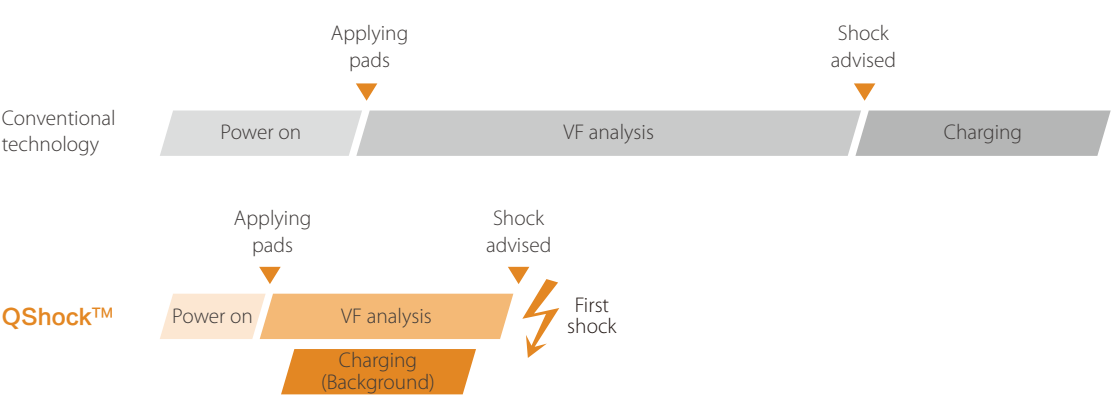 Applying
pads
Shock
advised
Conventional
technology
Power on
VF analysis
Charging
Applying
pads
Shock
advised
QShock™
Power on
VF analysis
First
shock
Charging
(Background)